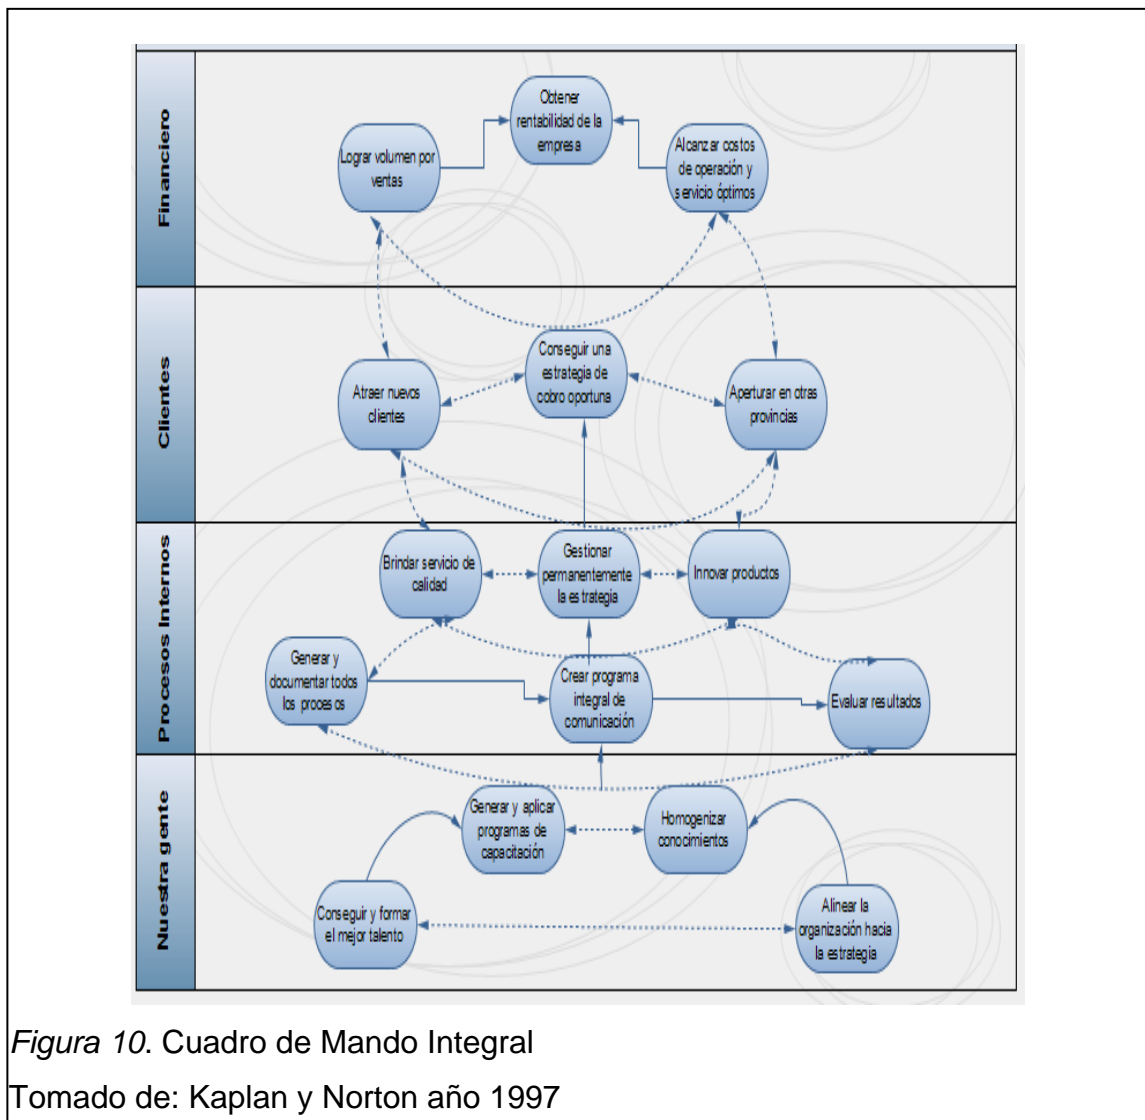 Financiero
Obtener
rentabilidad de la
empresa
Lograr volumen por
ventas
Alcanzar costos
de operación y
servicio óptimos
Clientes
Conseguir una
estrategia de
cobro oportuna
Atraer nuevos
clientes
Aperturar en otras
provincias
Procesos Internos
Brindar servicio de
calidad
Gestionar
permanentemente
la estrategia
Innovar productos
Generar y
documentar todos
los procesos
Crear programa
integral de
comunicación
Evaluar resultados
Nuestra gente
Generar y aplicar
programas de
capacitación
Homogenizar
conocimientos
Conseguir y formar
el mejor talento
Alinear la
organización hacia
la estrategia
Figura 10. Cuadro de Mando Integral
Tomado de: Kaplan y Norton año 1997